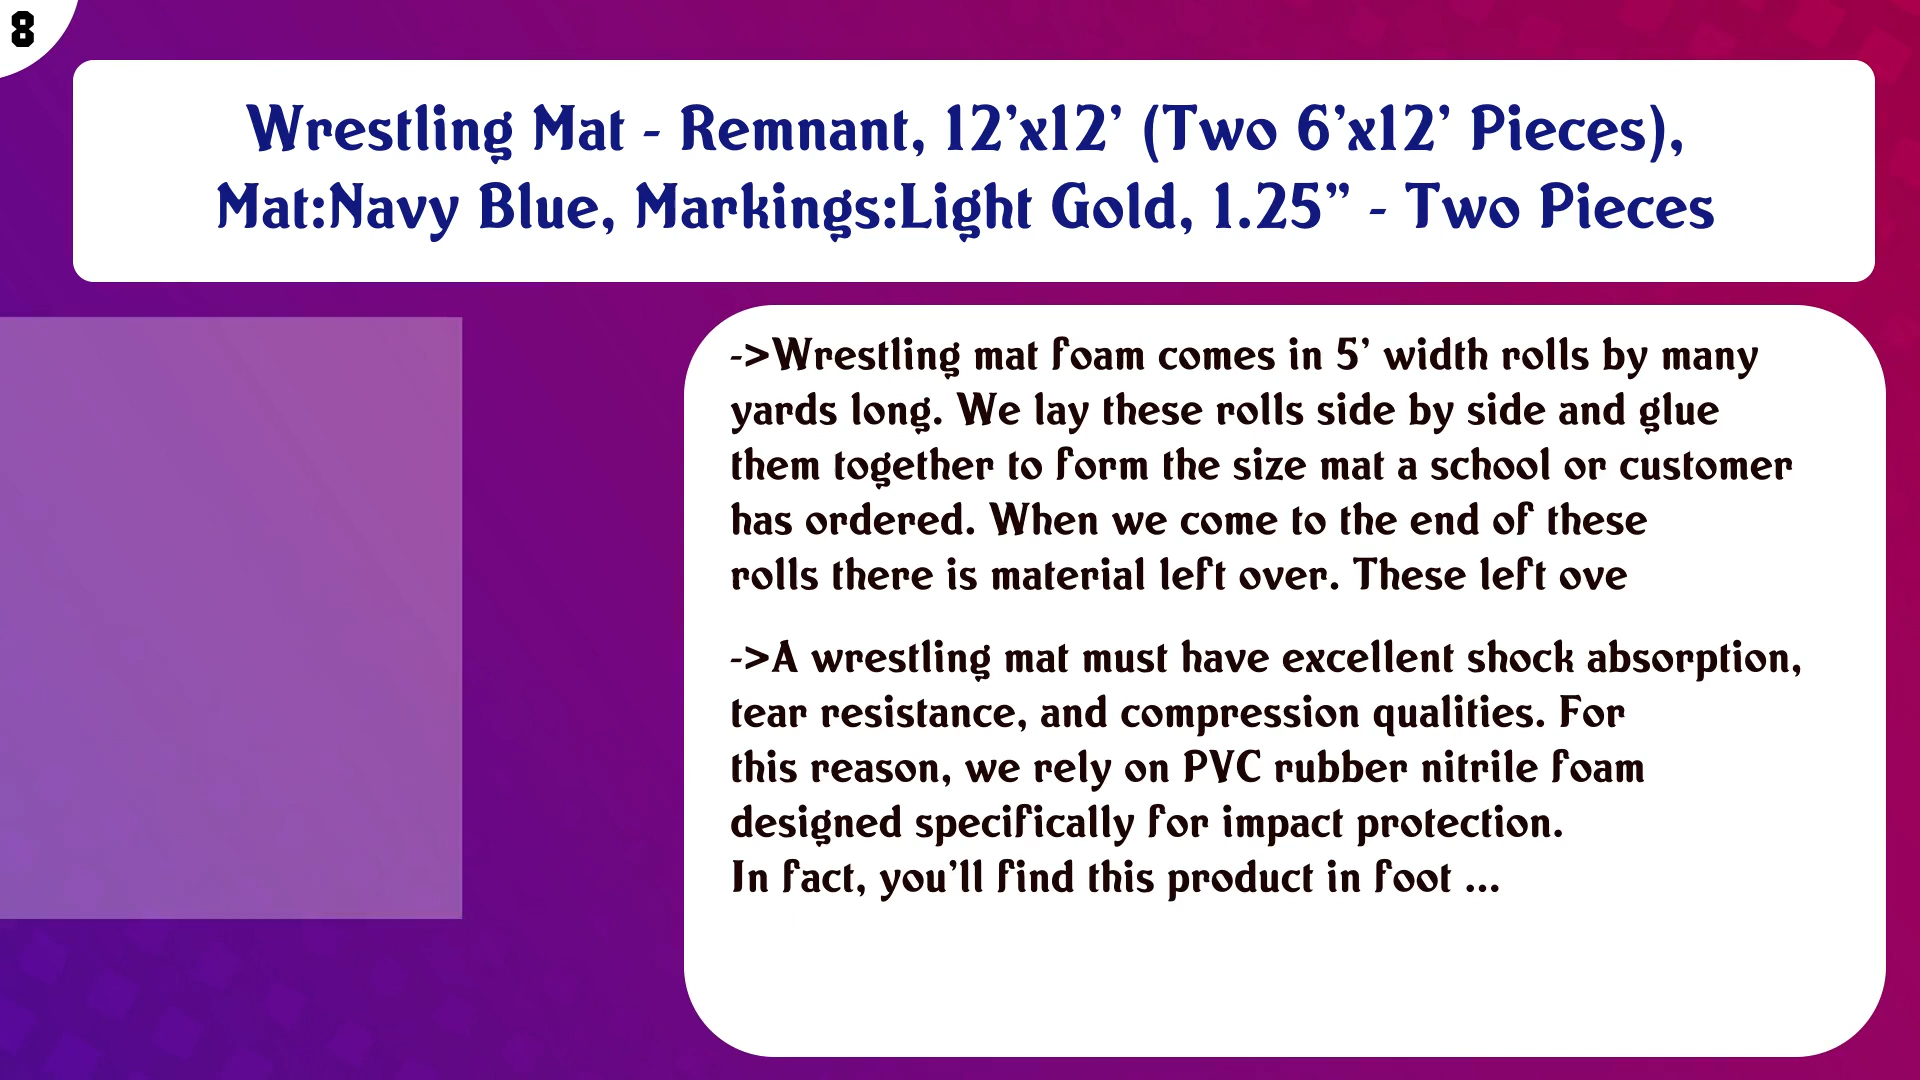 8
Wrestling Mat - Remnant, 12’x12’ (Two 6’x12’ Pieces),
Mat:Navy Blue, Markings:Light Gold, 1.25” - Two Pieces
->Wrestling mat foam comes in 5’ width rolls by many
yards long. We lay these rolls side by side and glue
them together to form the size mat a school or customer
has ordered. When we come to the end of these
rolls there is material left over. These left ove
->A wrestling mat must have excellent shock absorption,
tear resistance, and compression qualities. For
this reason, we rely on PVC rubber nitrile foam
designed specifically for impact protection.
In fact, you’ll find this product in foot ...